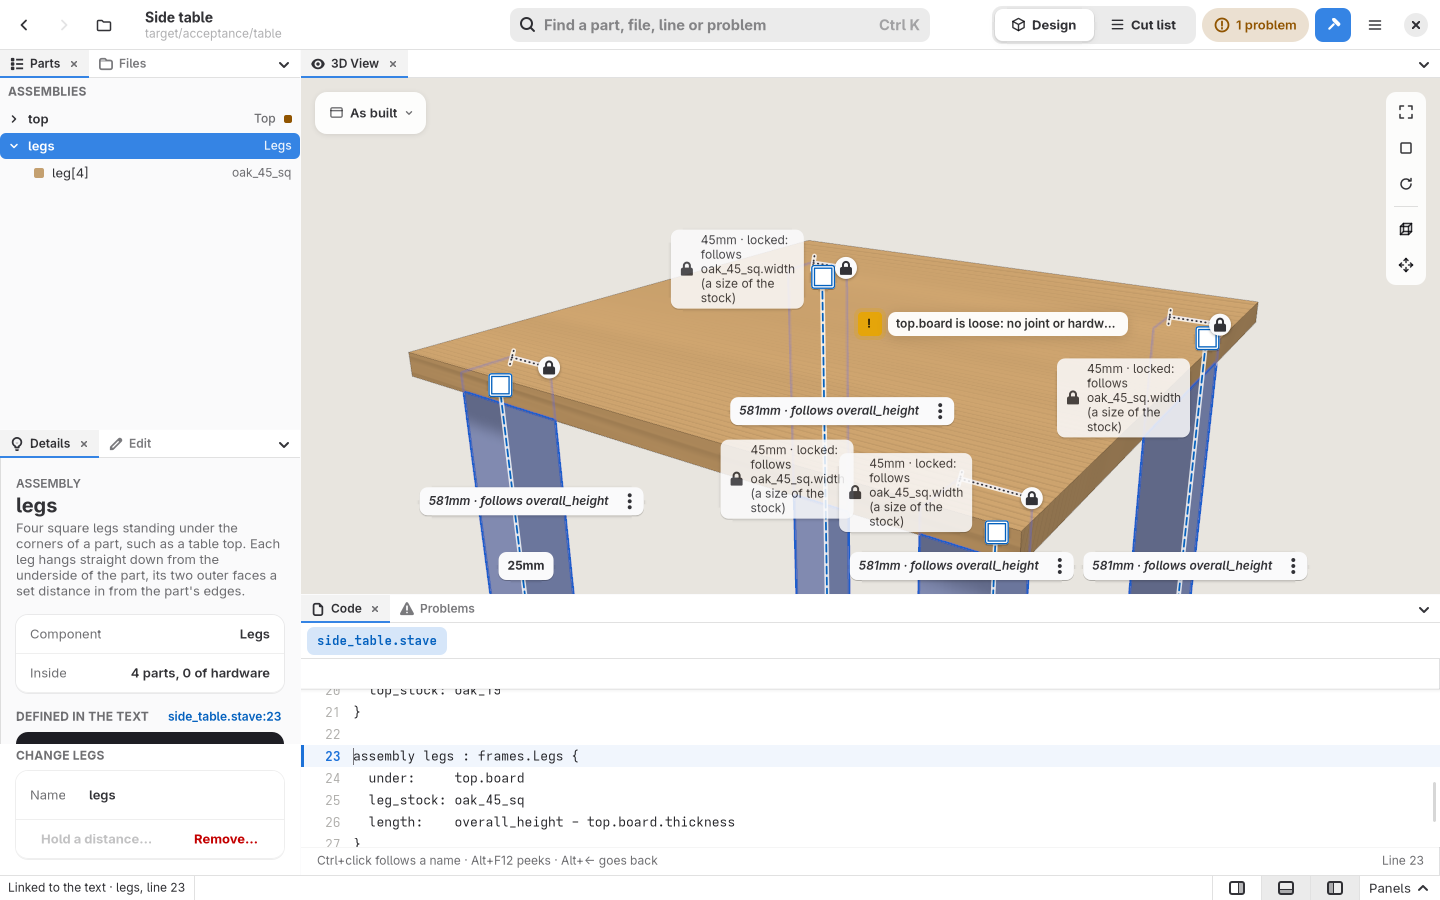 Side table
target/acceptance/table
Find a part, file, line or problem
Ctrl K
Design
Cut list
1 problem
Parts
Files
3D View
ASSEMBLIES
top
Top
legs
Legs
leg[4]
oak_45_sq
As built
45mm · locked:
follows
oak_45_sq.width
(a size of the
stock)
top.board is loose: no joint or hardw...
45mm · locked:
follows
oak_45_sq.width
(a size of the
stock)
581mm · follows overall_height
45mm · locked:
follows
oak_45_sq.width
(a size of the
stock)
45mm · locked:
follows
oak_45_sq.width
(a size of the
stock)
581mm · follows overall_height
25mm
581mm · follows overall_height
581mm · follows overall_height
Details
Edit
ASSEMBLY
legs
Four square legs standing under the
corners of a part, such as a table top. Each
leg hangs straight down from the
underside of the part, its two outer faces a
set distance in from the part's edges.
Component
Legs
Inside
4 parts, 0 of hardware
DEFINED IN THE TEXT
side_table.stave:23
CHANGE LEGS
Name
legs
Hold a distance...
Remove...
Code
Problems
side_table.stave
20 top_stock: oak_19
21 }
22
23 assembly legs : frames.Legs {
24 under: top.board
25 leg_stock: oak_45_sq
26 length: overall_height - top.board.thickness
27 }
Ctrl+click follows a name · Alt+F12 peeks · Alt+← goes back
Line 23
Linked to the text · legs, line 23
Panels